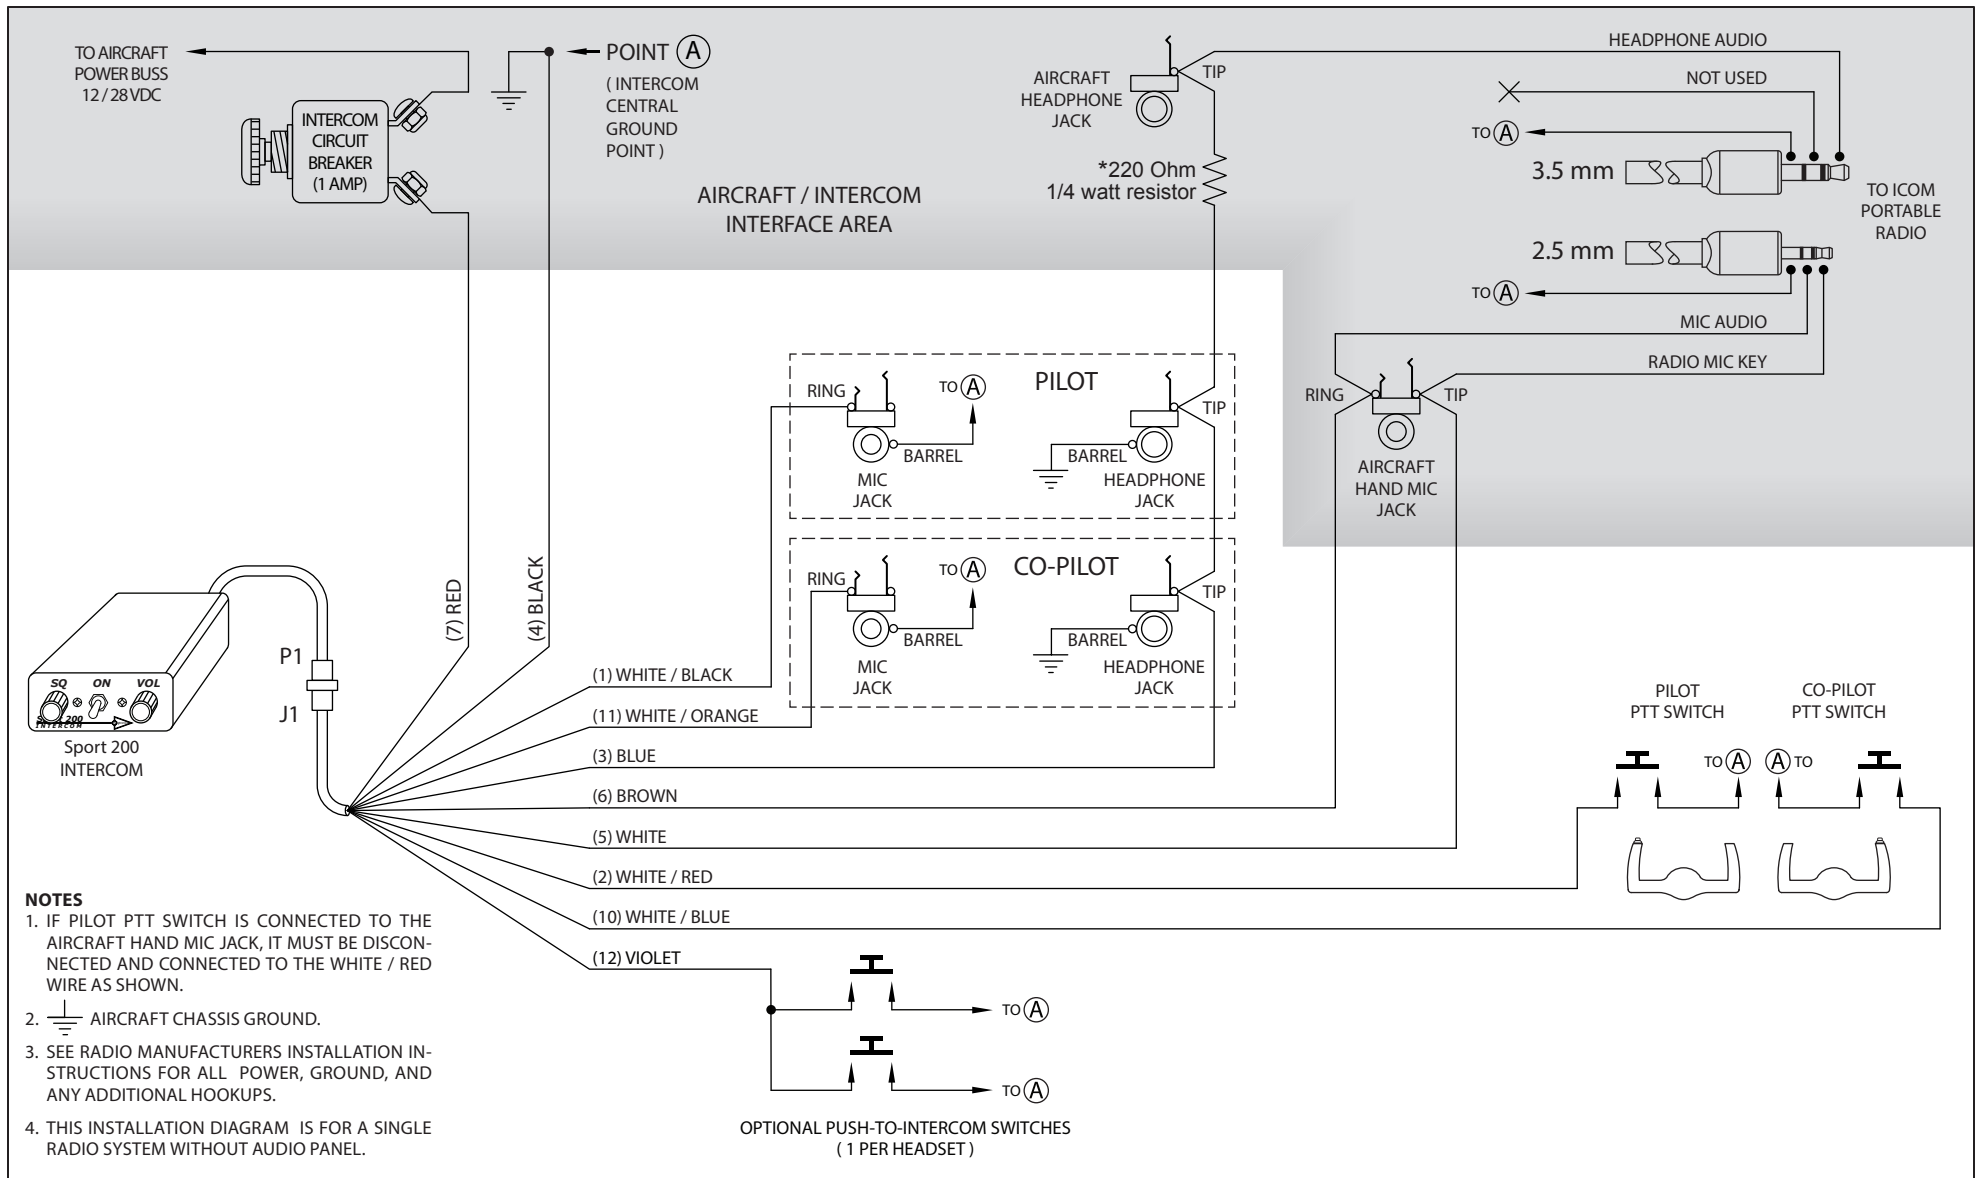 TO AIRCRAFT
POWER BUSS
12 / 28 VDC
INTERCOM
CIRCUIT
BREAKER
(1 AMP)
POINT A
( INTERCOM
CENTRAL
GROUND
POINT )
AIRCRAFT / INTERCOM
INTERFACE AREA
AIRCRAFT
HEADPHONE
JACK
TIP
*220 Ohm
1/4 watt resistor
HEADPHONE AUDIO
NOT USED
TO A
3.5 mm
TO ICOM
PORTABLE
RADIO
2.5 mm
TO A
MIC AUDIO
RADIO MIC KEY
RING
TIP
AIRCRAFT
HAND MIC
JACK
PILOT
RING
TO A
BARREL
MIC
JACK
TIP
BARREL
HEADPHONE
JACK
CO-PILOT
RING
TO A
BARREL
MIC
JACK
TIP
BARREL
HEADPHONE
JACK
(7) RED
(4) BLACK
P1
J1
SQ ON VOL
200
INTERCOM
Sport 200
INTERCOM
(1) WHITE / BLACK
(11) WHITE / ORANGE
(3) BLUE
(6) BROWN
(5) WHITE
(2) WHITE / RED
(10) WHITE / BLUE
(12) VIOLET
PILOT
PTT SWITCH
CO-PILOT
PTT SWITCH
TO A
A TO
TO A
TO A
OPTIONAL PUSH-TO-INTERCOM SWITCHES
( 1 PER HEADSET )
NOTES
1. IF PILOT PTT SWITCH IS CONNECTED TO THE
AIRCRAFT HAND MIC JACK, IT MUST BE DISCON-
NECTED AND CONNECTED TO THE WHITE / RED
WIRE AS SHOWN.
2. AIRCRAFT CHASSIS GROUND.
3. SEE RADIO MANUFACTURERS INSTALLATION IN-
STRUCTIONS FOR ALL POWER, GROUND, AND
ANY ADDITIONAL HOOKUPS.
4. THIS INSTALLATION DIAGRAM IS FOR A SINGLE
RADIO SYSTEM WITHOUT AUDIO PANEL.